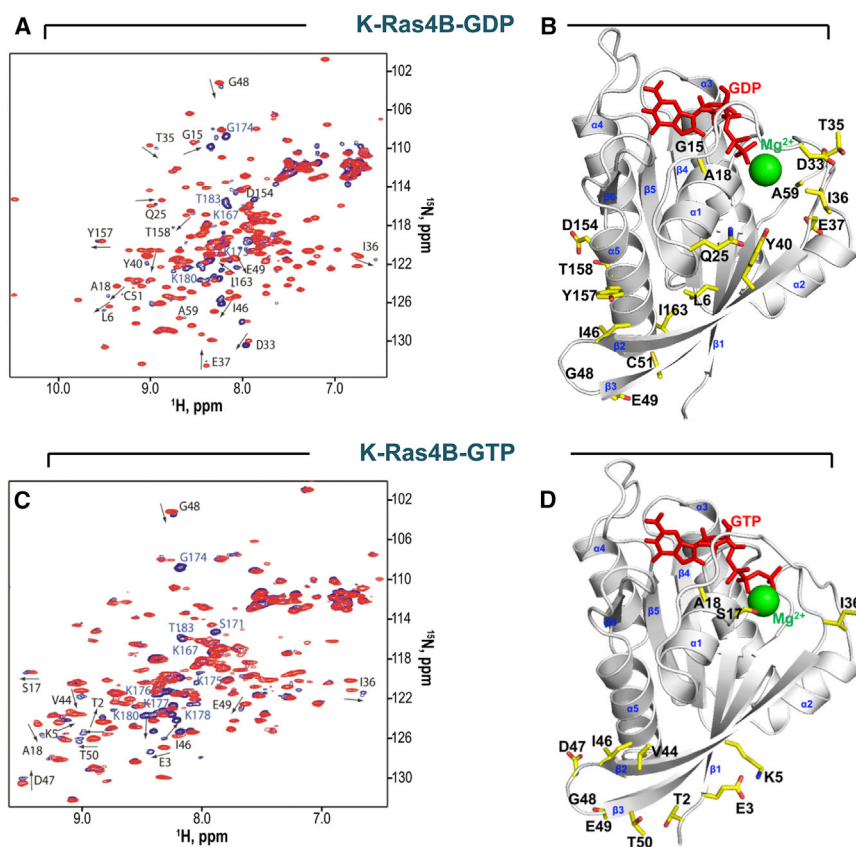 K-Ras4B-GDP
A
G48
T35
G15
G174
T183
D154
K167
Q25
T158
Y157
K175
I36
Y40
E49
K180
I163
A18
C51
I46
L6
A59
D33
E37
102
106
110
114
118
122
126
130
15N, ppm
10.0 9.0 8.0 7.0
1H, ppm
B
α3
GDP
α4
G15
Mg2+
T35
β4
D33
A18
β5
A59
I36
β6
α1
E37
D154
α5
Q25
Y40
T158
α2
Y157
L6
I46
I163
β2
β1
C51
G48
β3
E49
K-Ras4B-GTP
C
G48
G174
T183
S171
K167
S17
K176
K175
I36
V44
T2
K177
E49
K180
K178
K5
A18
I46
T50
E3
D47
102
106
110
114
118
122
126
130
15N, ppm
9.0 8.0 7.0
1H, ppm
D
α3
GTP
α4
β4
A18
S17
Mg2+
I36
β5
β6
α1
α5
α2
D47
I46
V44
β2
β1
K5
G48
β3
T2
E3
E49
T50